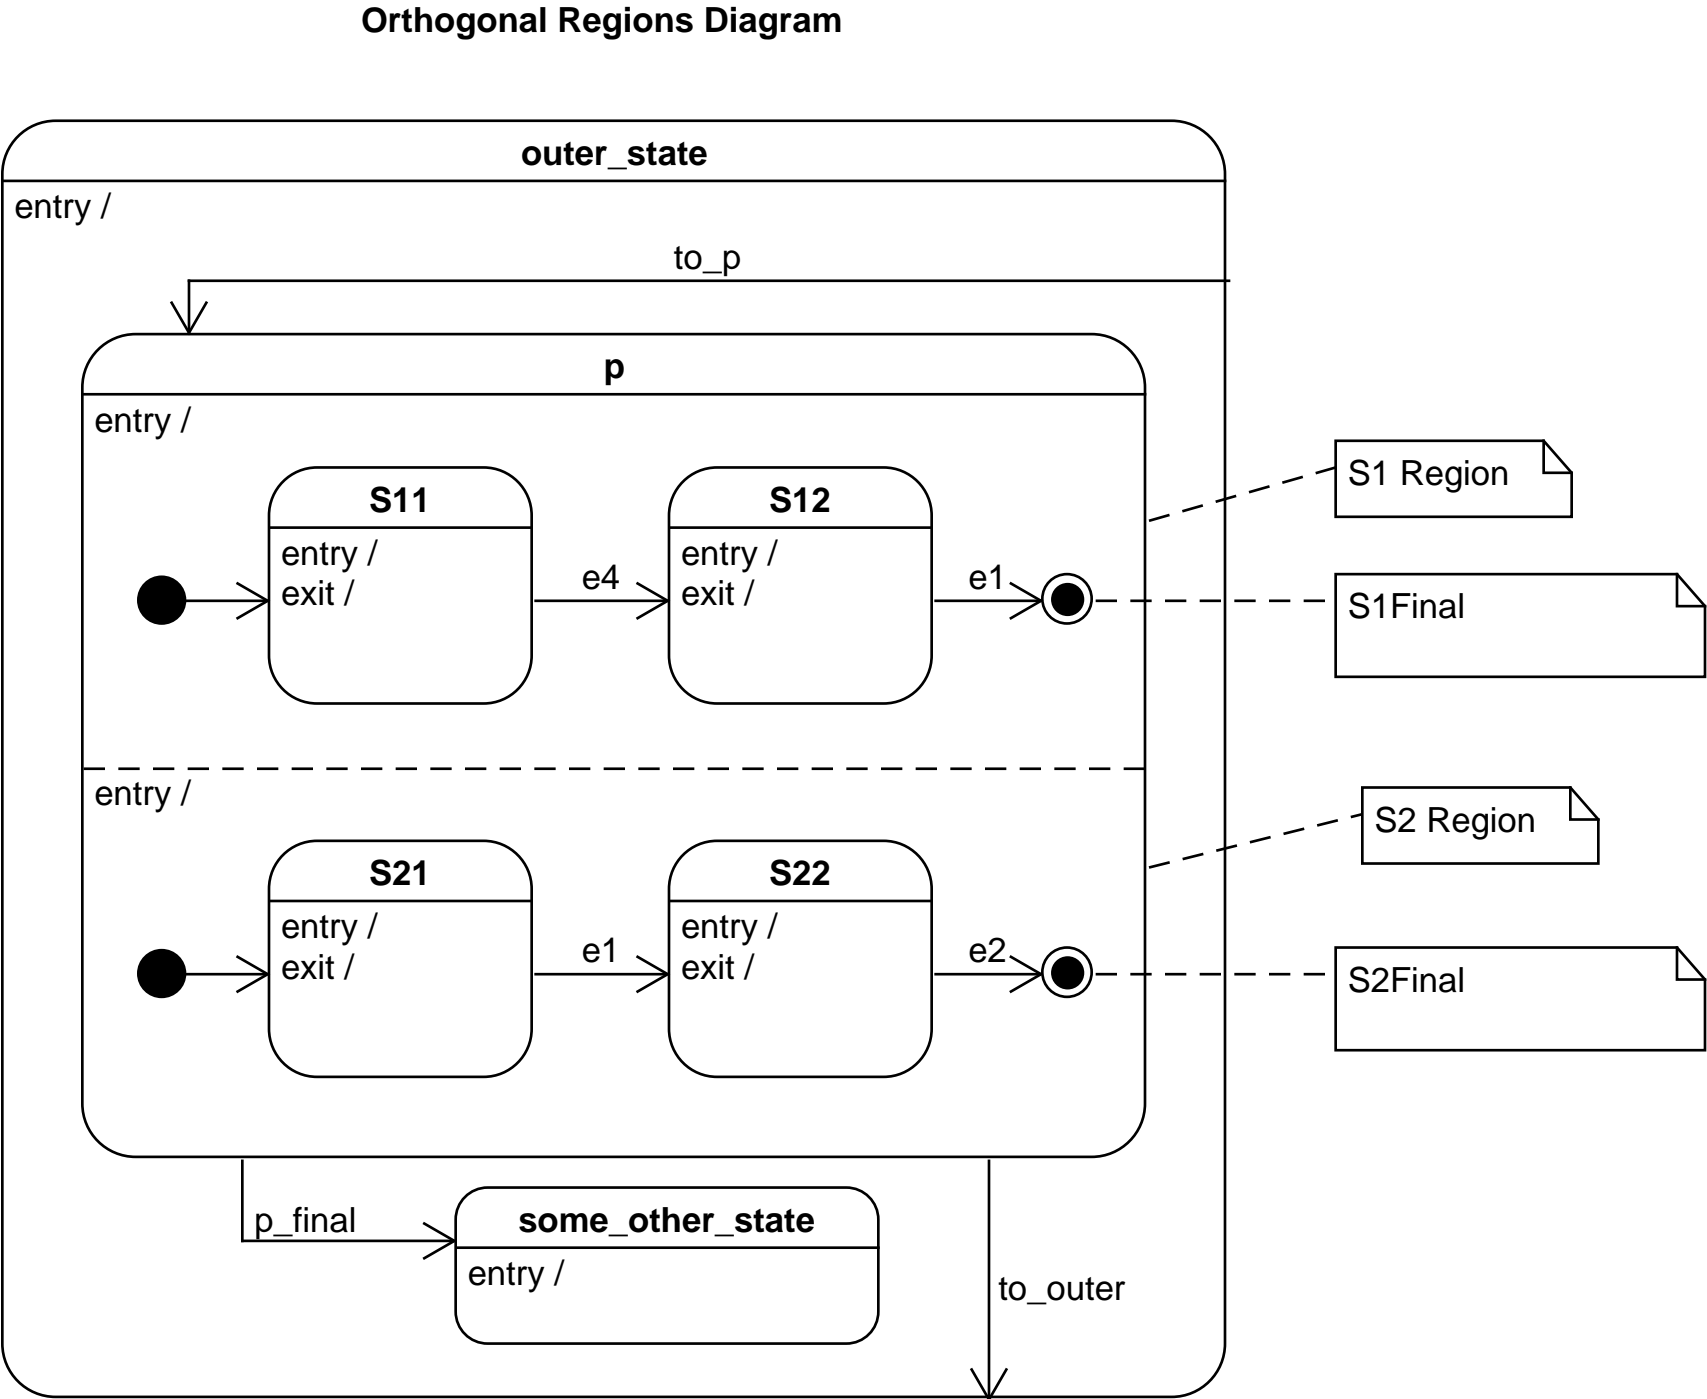 Orthogonal Regions Diagram
outer_state
entry /
to_p
p
entry /
S1 Region
S11
S12
entry /
exit /
e4
entry /
exit /
e1
S1Final
entry /
S2 Region
S21
S22
entry /
exit /
e1
entry /
exit /
e2
S2Final
p_final
some_other_state
entry /
to_outer